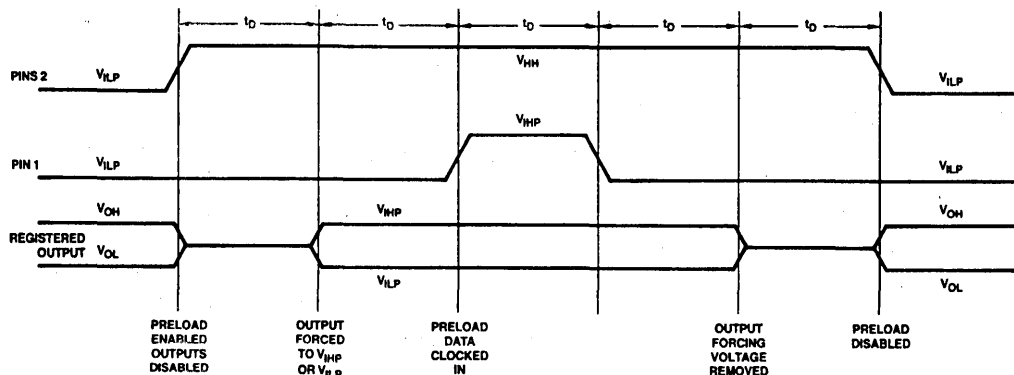 tD tD tD tD tD
PINS 2 VILP VHH VILP
PIN 1 VILP VIHP VILP
REGISTERED OUTPUT VOH VOL VIHP VILP VOH VOL
PRELOAD
ENABLED
OUTPUTS
DISABLED
OUTPUT
FORCED
TO VIHP
OR VILP
PRELOAD
DATA
CLOCKED
IN
OUTPUT
FORCING
VOLTAGE
REMOVED
PRELOAD
DISABLED